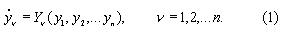 ẏ_ν = Y_ν(y_1, y_2, ... y_n),   ν = 1,2,...n.   (1)